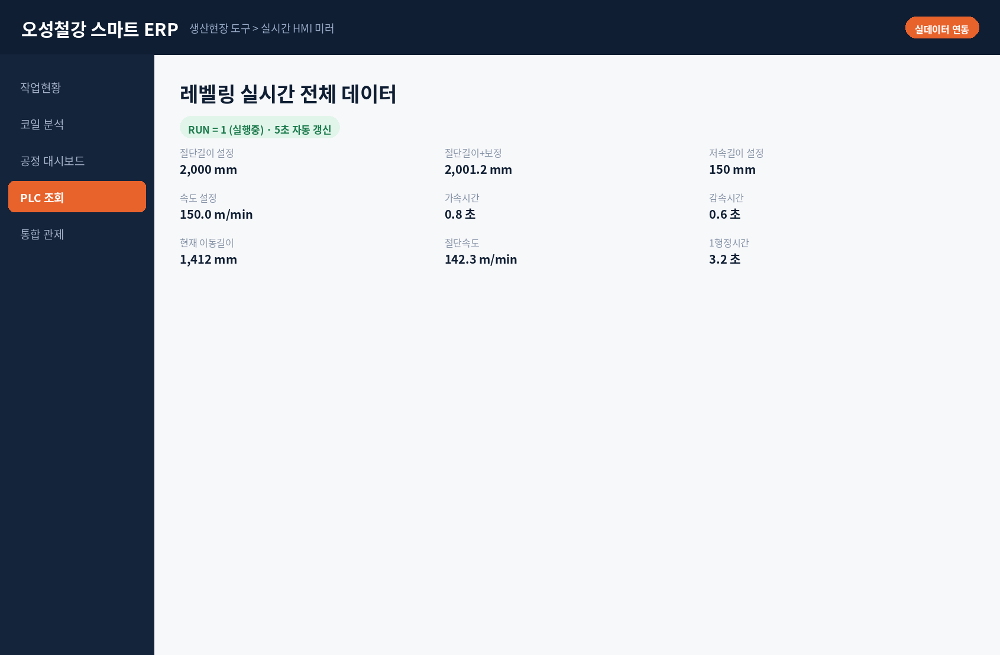 오성철강 스마트 ERP
생산현장 도구 > 실시간 HMI 미러
실데이터 연동
작업현황
코일 분석
공정 대시보드
PLC 조회
통합 관제
레벨링 실시간 전체 데이터
RUN = 1 (실행중) · 5초 자동 갱신
절단길이 설정
2,000 mm
절단길이+보정
2,001.2 mm
저속길이 설정
150 mm
속도 설정
150.0 m/min
가속시간
0.8 초
감속시간
0.6 초
현재 이동길이
1,412 mm
절단속도
142.3 m/min
1행정시간
3.2 초